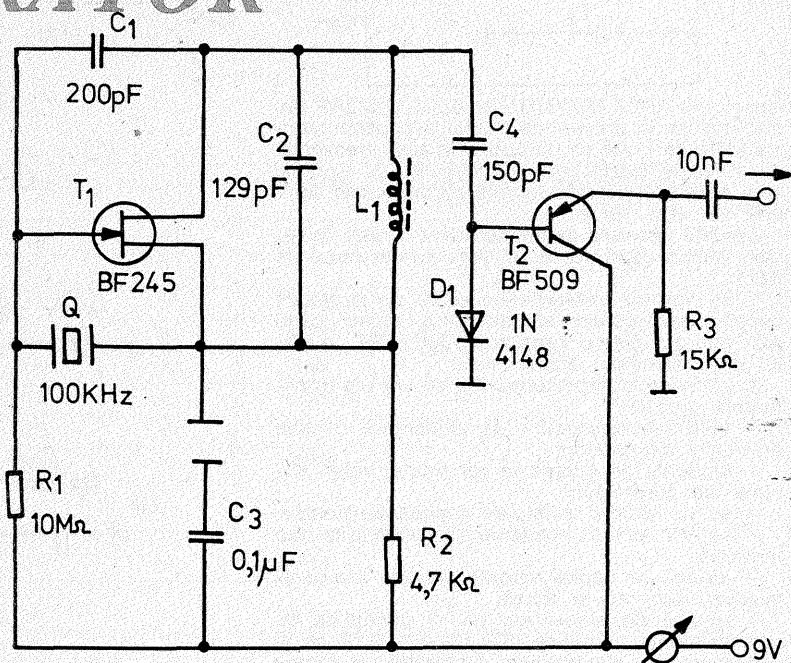 C1
200pF
C2
129pF
C4
150pF
10nF
T1
BF245
L1
T2
BF509
D1
1N
4148
R3
15KΩ
Q
100KHz
R1
10MΩ
C3
0,1µF
R2
4,7 KΩ
9V